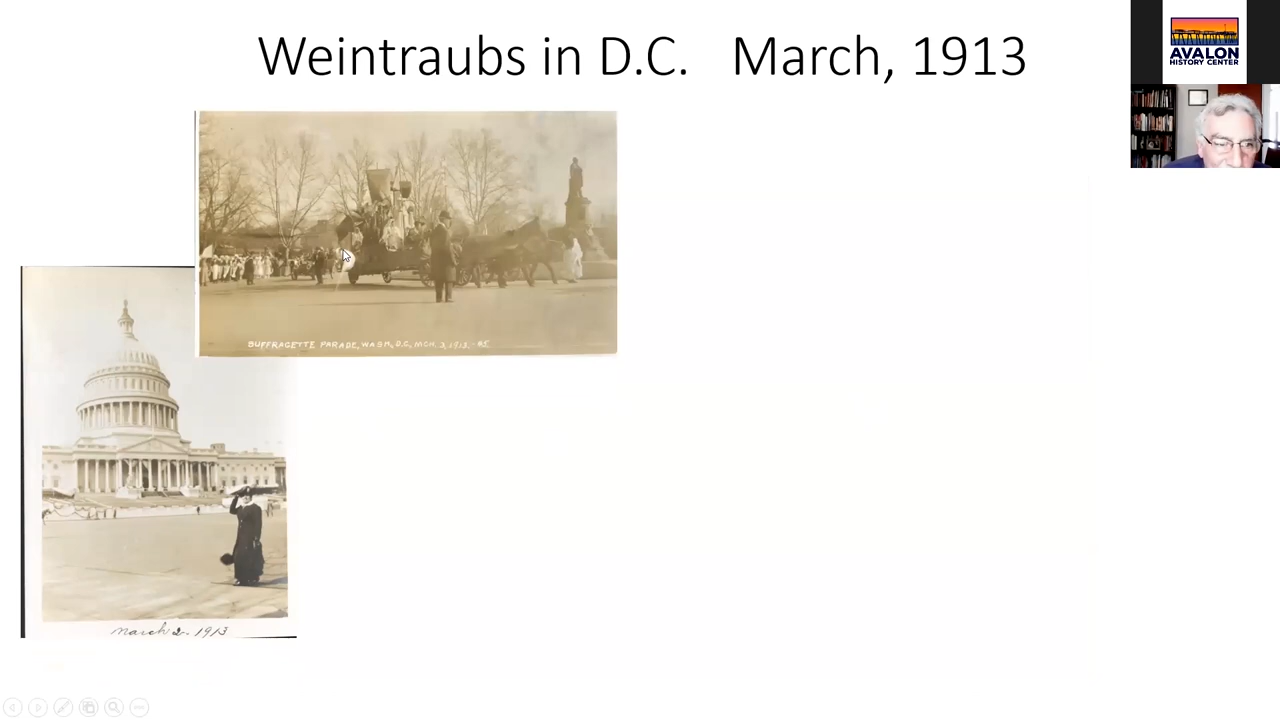 Weintraubs in D.C. March, 1913
AVALON
HISTORY CENTER
SUFFRAGETTE PARADE, WASH, D.C, MCH. 3, 1913.
March 2. 1913